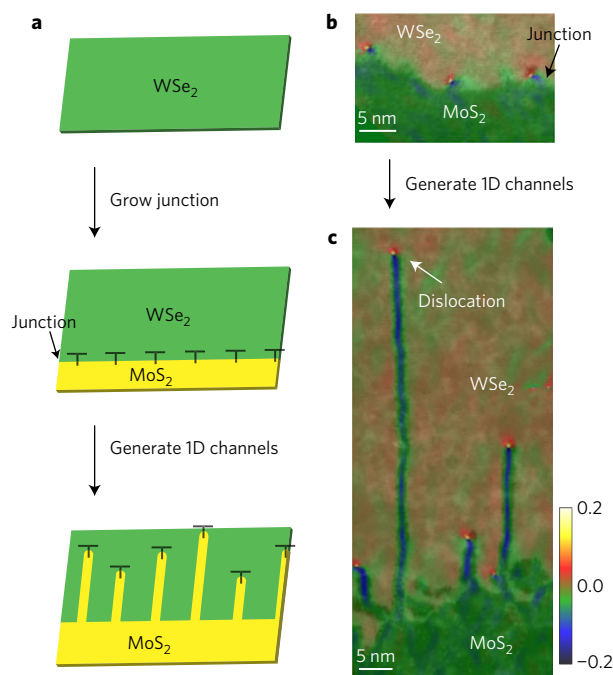 a
WSe₂
Grow junction
Junction
WSe₂
MoS₂
Generate 1D channels
MoS₂
b
WSe₂
Junction
MoS₂
5 nm
Generate 1D channels
c
Dislocation
WSe₂
0.2
0.0
−0.2
MoS₂
5 nm